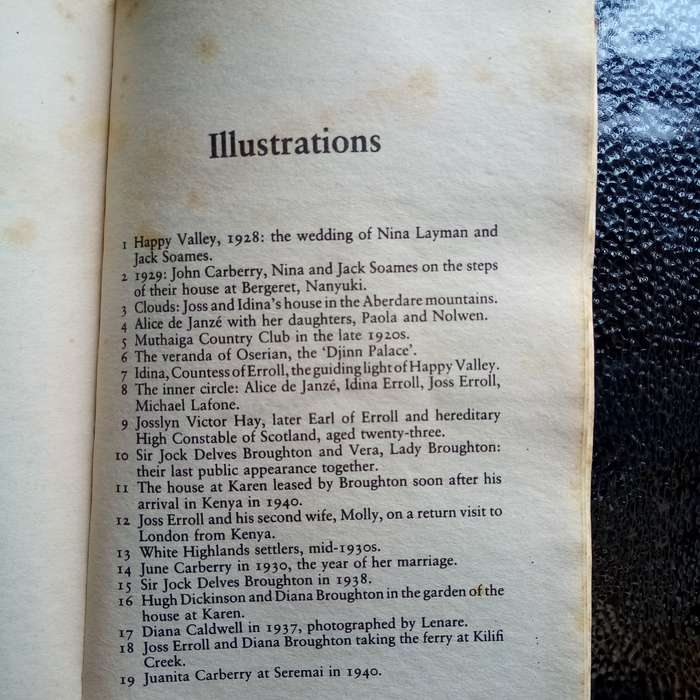 Illustrations
1 Happy Valley, 1928: the wedding of Nina Layman and
Jack Soames.
2 1929: John Carberry, Nina and Jack Soames on the steps
of their house at Bergeret, Nanyuki.
3 Clouds: Joss and Idina's house in the Aberdare mountains.
4 Alice de Janzé with her daughters, Paola and Nolwen.
5 Muthaiga Country Club in the late 1920s.
6 The veranda of Oserian, the 'Djinn Palace'.
7 Idina, Countess of Erroll, the guiding light of Happy Valley.
8 The inner circle: Alice de Janzé, Idina Erroll, Joss Erroll,
Michael Lafone.
9 Josslyn Victor Hay, later Earl of Erroll and hereditary
High Constable of Scotland, aged twenty-three.
10 Sir Jock Delves Broughton and Vera, Lady Broughton:
their last public appearance together.
11 The house at Karen leased by Broughton soon after his
arrival in Kenya in 1940.
12 Joss Erroll and his second wife, Molly, on a return visit to
London from Kenya.
13 White Highlands settlers, mid-1930s.
14 June Carberry in 1930, the year of her marriage.
15 Sir Jock Delves Broughton in 1938.
16 Hugh Dickinson and Diana Broughton in the garden of the
house at Karen.
17 Diana Caldwell in 1937, photographed by Lenare.
18 Joss Erroll and Diana Broughton taking the ferry at Kilifi
Creek.
19 Juanita Carberry at Seremai in 1940.